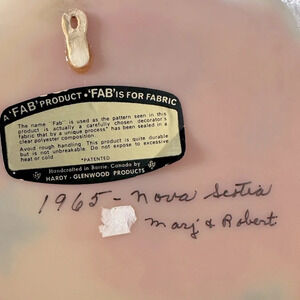 A 'FAB' PRODUCT • 'FAB' IS FOR FABRIC
The name "Fab" is used as the pattern seen in this
product is actually a carefully chosen decorator's
fabric that by a unique process* has been sealed in a
clear polyester composition.
Avoid rough handling. This product is quite durable
but is not unbreakable. Do not expose to excessive
heat or cold
*PATENTED
Handcrafted in Barrie, Canada by
HARDY - GLENWOOD PRODUCTS
1965 - Nova Scotia
Marj & Robert